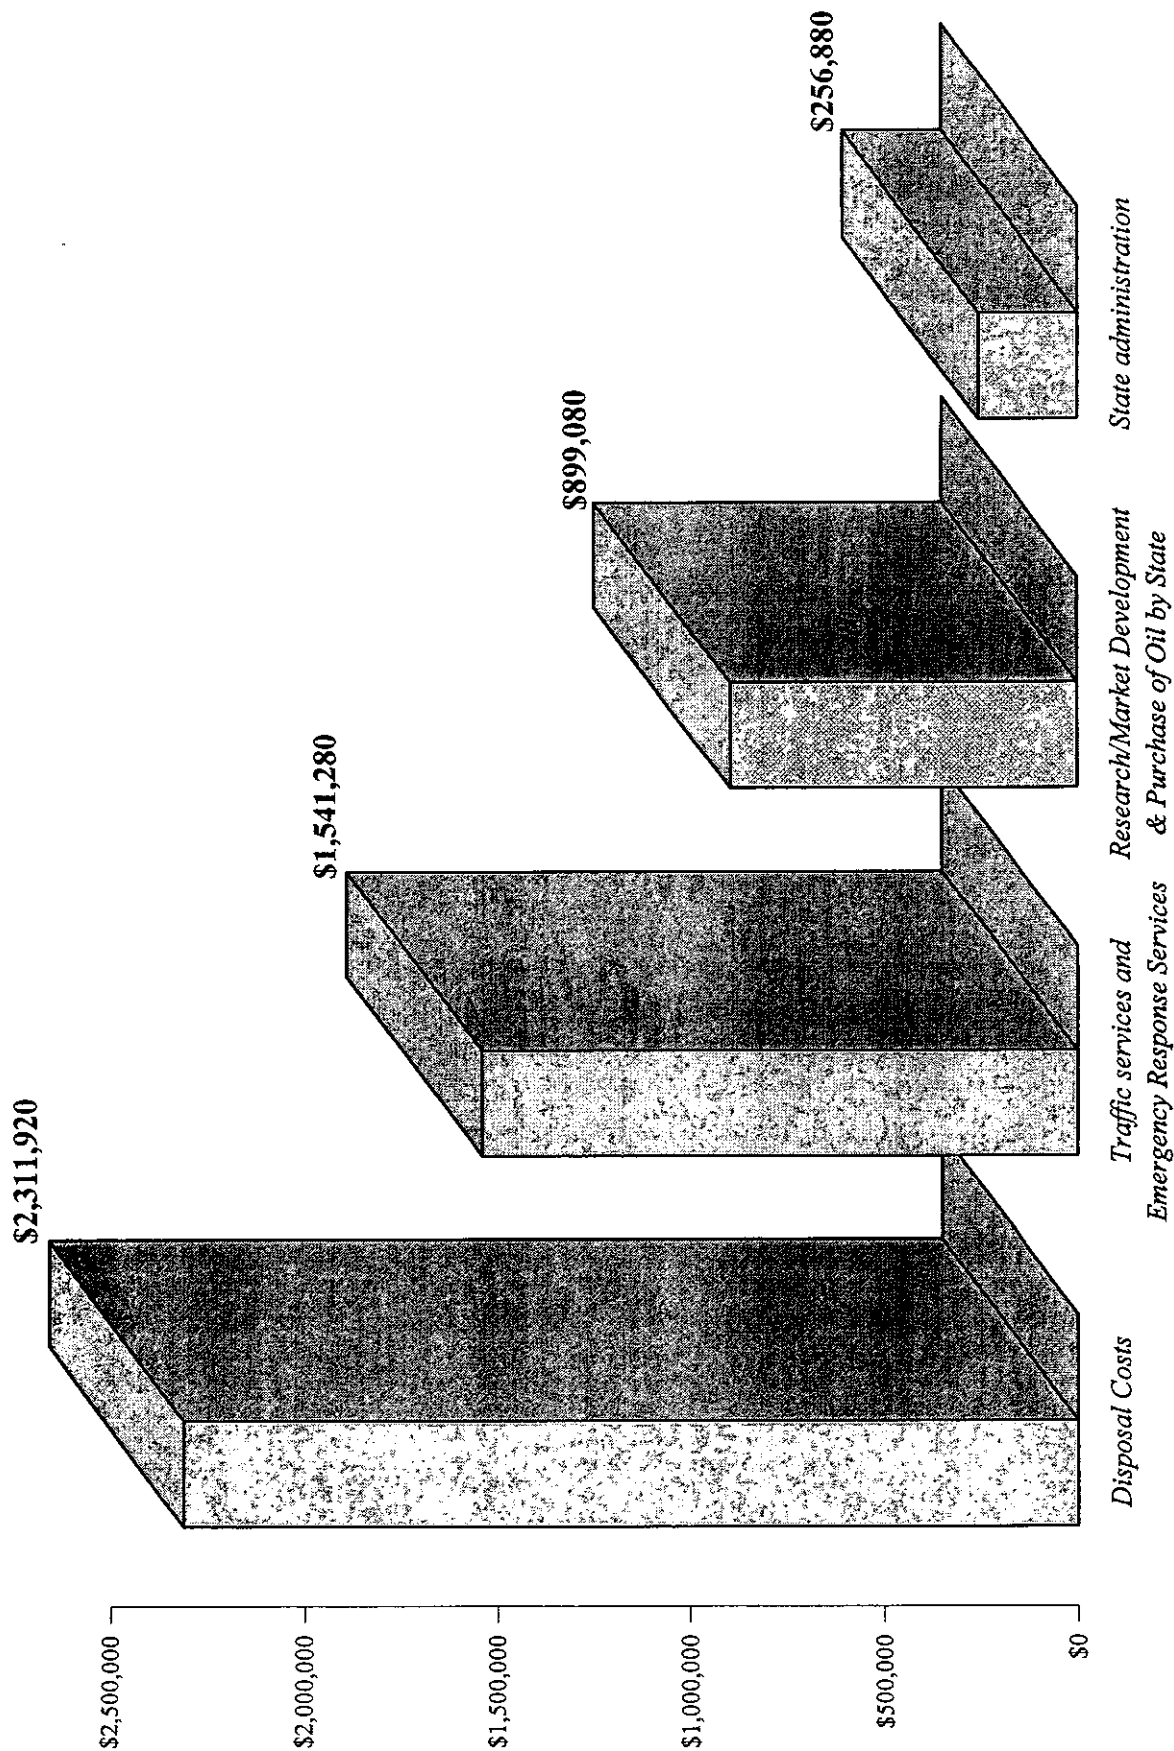 $2,500,000
$2,000,000
$1,500,000
$1,000,000
$500,000
$0
$2,311,920
$1,541,280
$899,080
$256,880
Disposal Costs
Traffic services and
Emergency Response Services
Research/Market Development
& Purchase of Oil by State
State administration